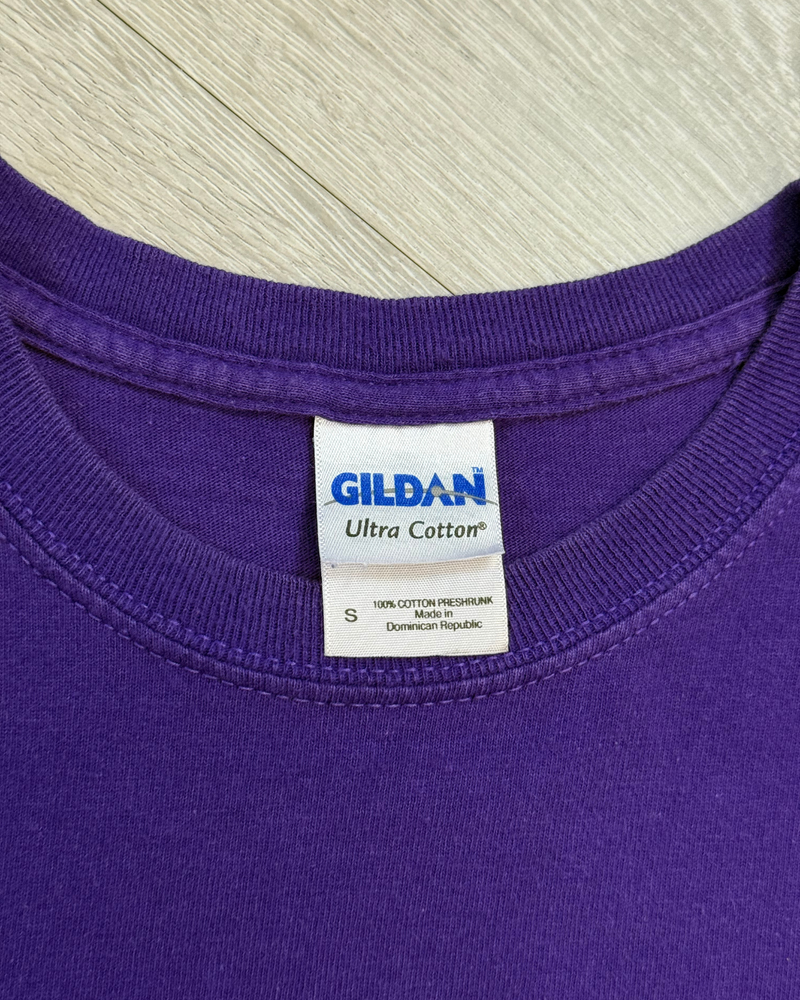 GILDAN™
Ultra Cotton®
S
100% COTTON PRESHRUNK
Made in
Dominican Republic